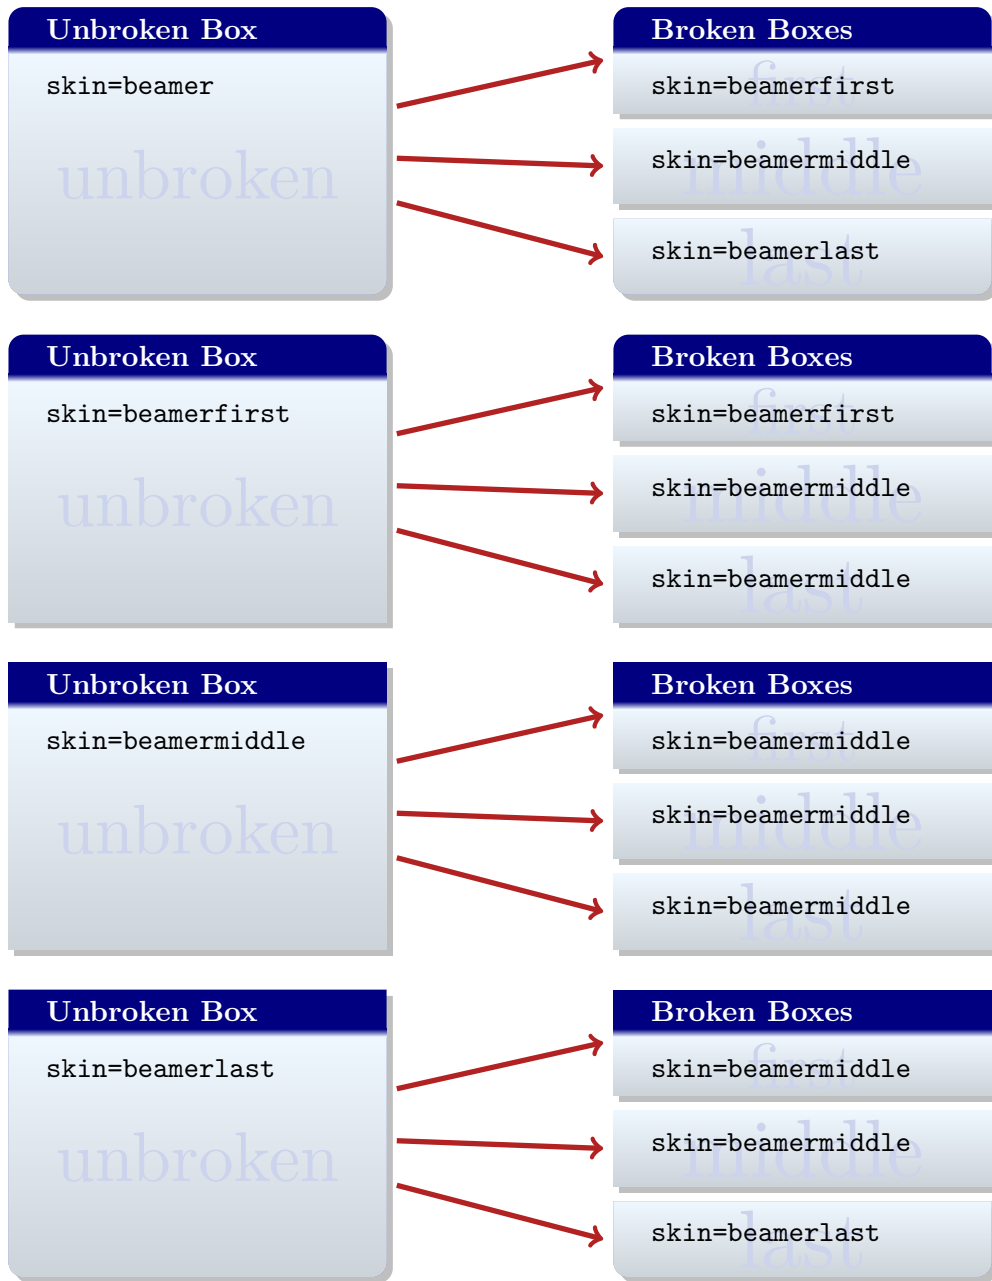 Unbroken Box
skin=beamer
unbroken
Broken Boxes
first
skin=beamerfirst
middle
skin=beamermiddle
last
skin=beamerlast
Unbroken Box
skin=beamerfirst
unbroken
Broken Boxes
first
skin=beamerfirst
middle
skin=beamermiddle
last
skin=beamermiddle
Unbroken Box
skin=beamermiddle
unbroken
Broken Boxes
first
skin=beamermiddle
middle
skin=beamermiddle
last
skin=beamermiddle
Unbroken Box
skin=beamerlast
unbroken
Broken Boxes
first
skin=beamermiddle
middle
skin=beamermiddle
last
skin=beamerlast